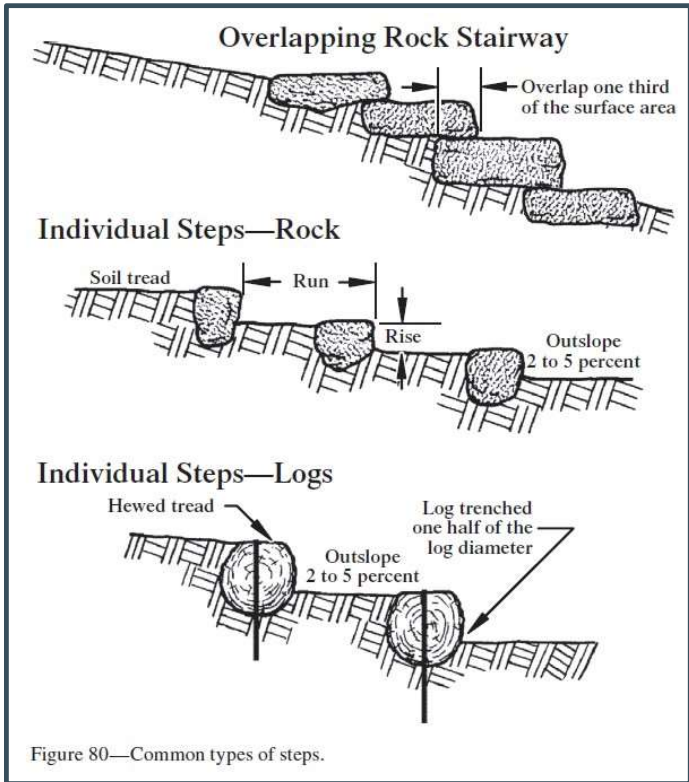 Overlapping Rock Stairway
Overlap one third
of the surface area
Individual Steps—Rock
Soil tread
Run
Rise
Outslope
2 to 5 percent
Individual Steps—Logs
Hewed tread
Log trenched
one half of the
log diameter
Outslope
2 to 5 percent
Figure 80—Common types of steps.